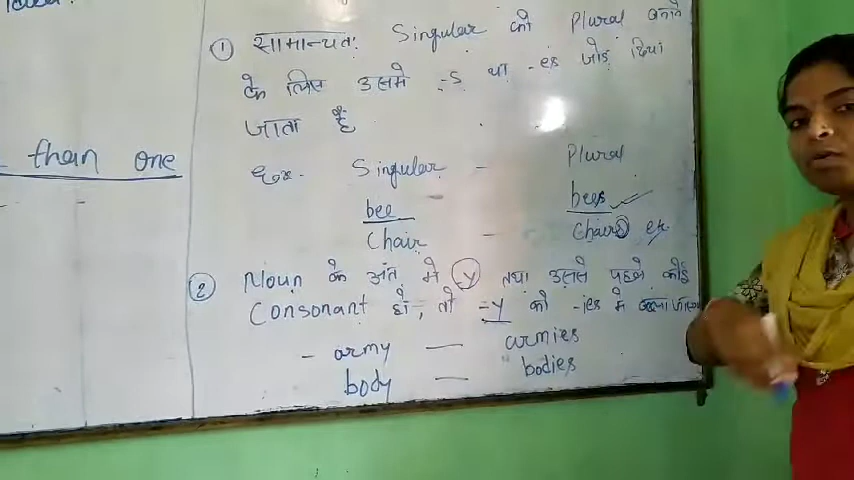 than one
① सामान्यतः Singular को Plural बनाने
के लिए उसमे -s या -es जोड़ दिया
जाता है
Ex. Singular - Plural
bee - bees
Chair - Chairs etc.
② Noun के अंत मे y तथा उससे पहले कोई
Consonant हो, तो -y को -ies मे
- army - armies
body - bodies